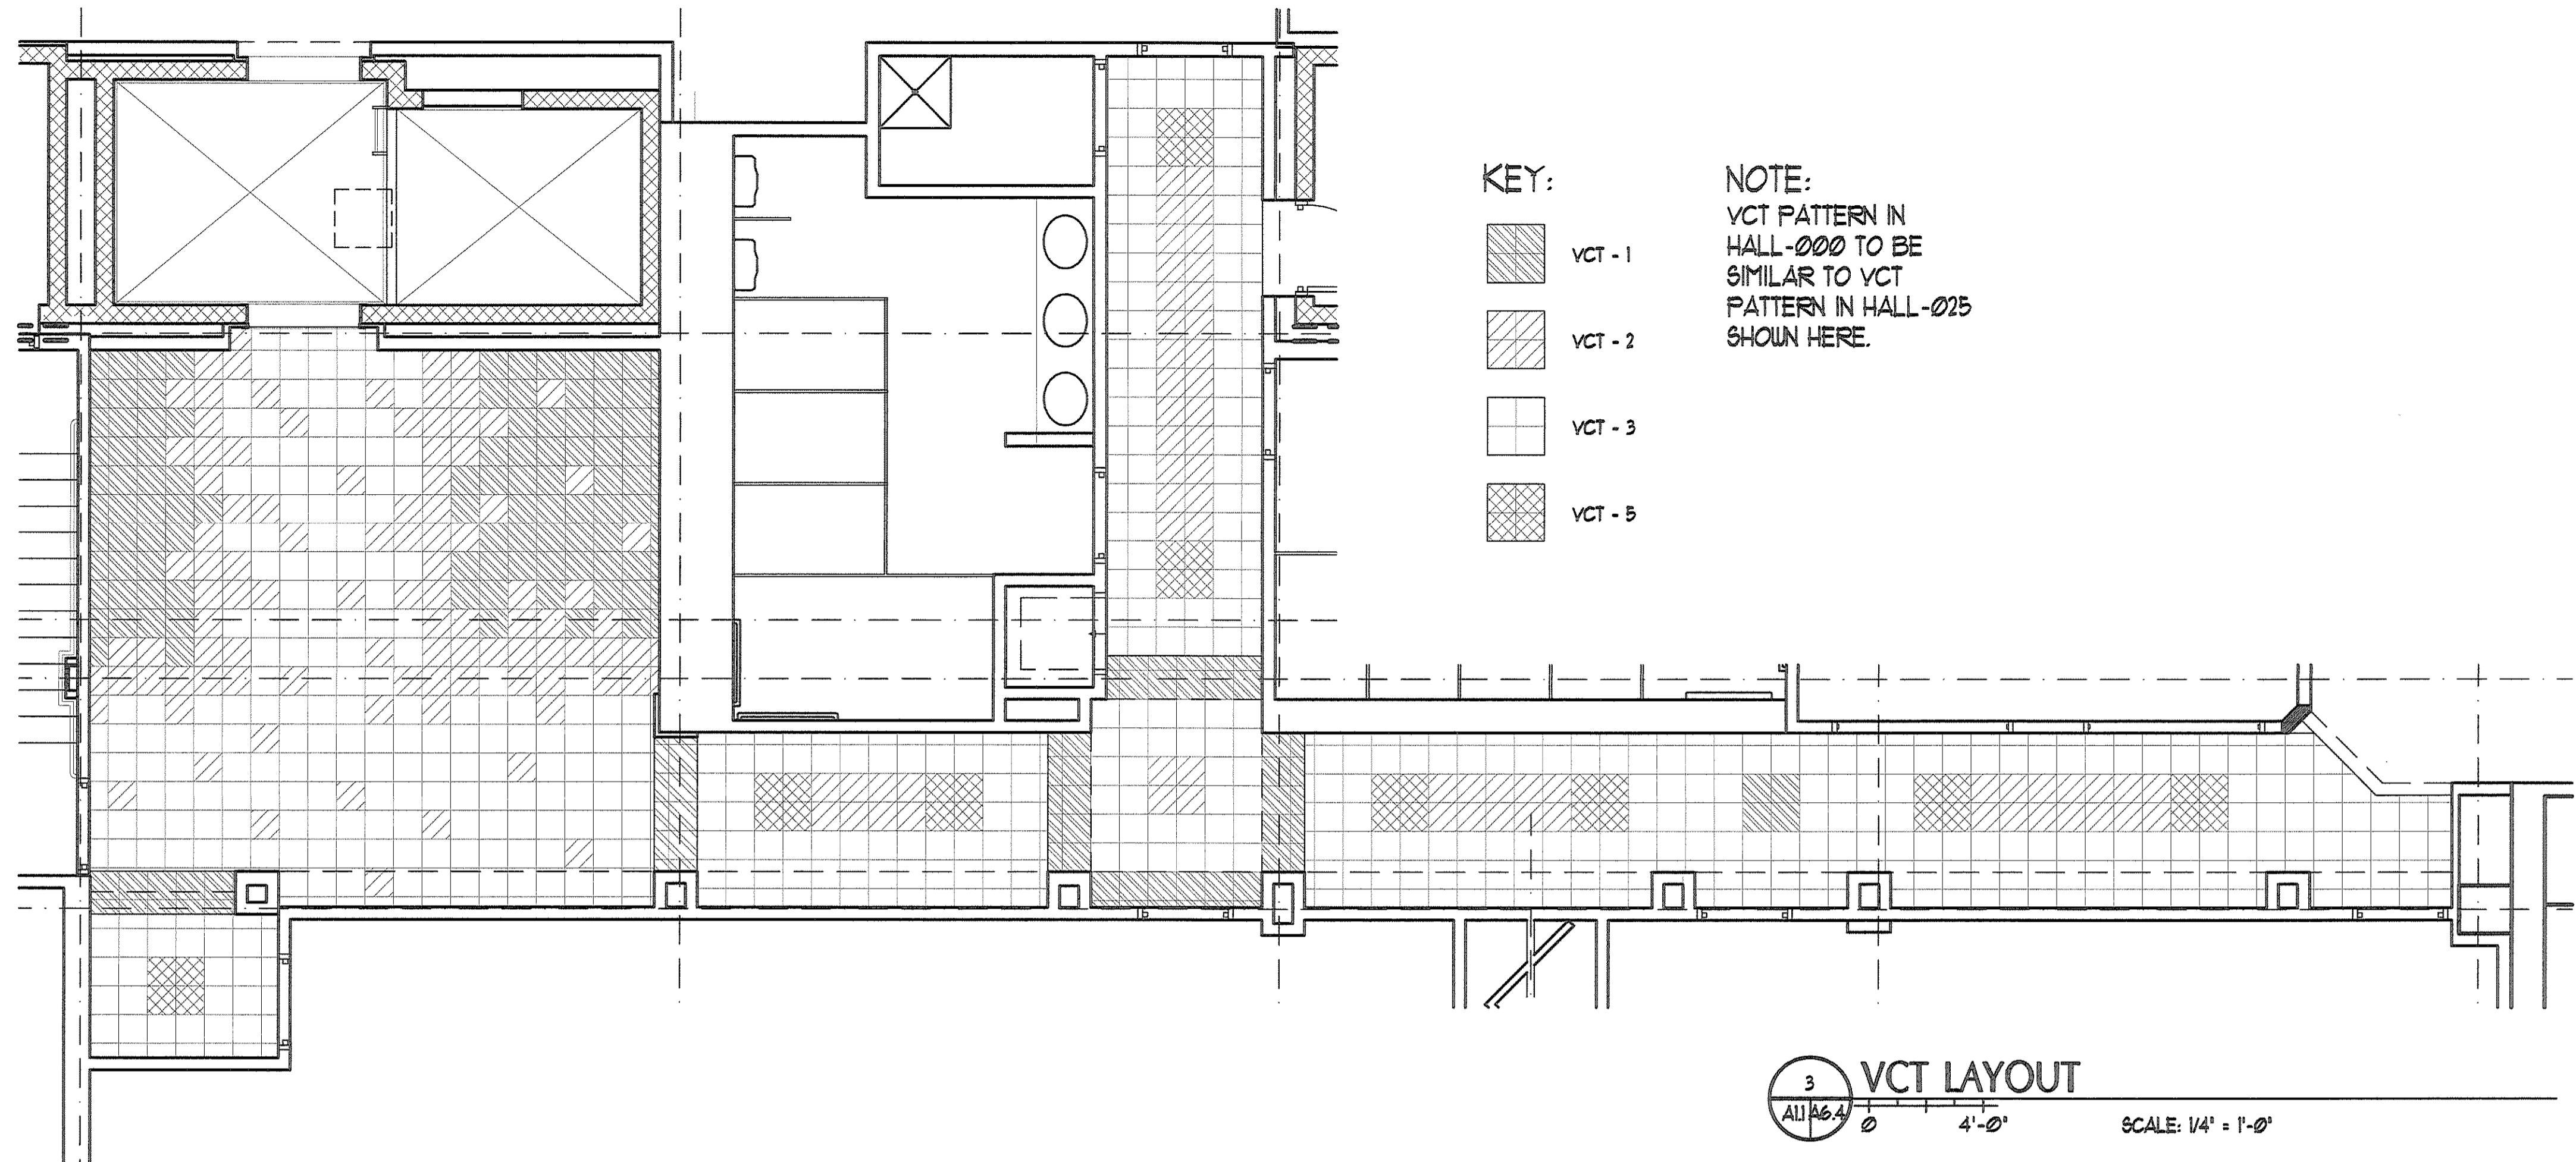 KEY:
VCT - 1
VCT - 2
VCT - 3
VCT - 5
NOTE:
VCT PATTERN IN
HALL-000 TO BE
SIMILAR TO VCT
PATTERN IN HALL-025
SHOWN HERE.
3
A1.1 A6.4
VCT LAYOUT
0 4'-0"
SCALE: 1/4" = 1'-0"